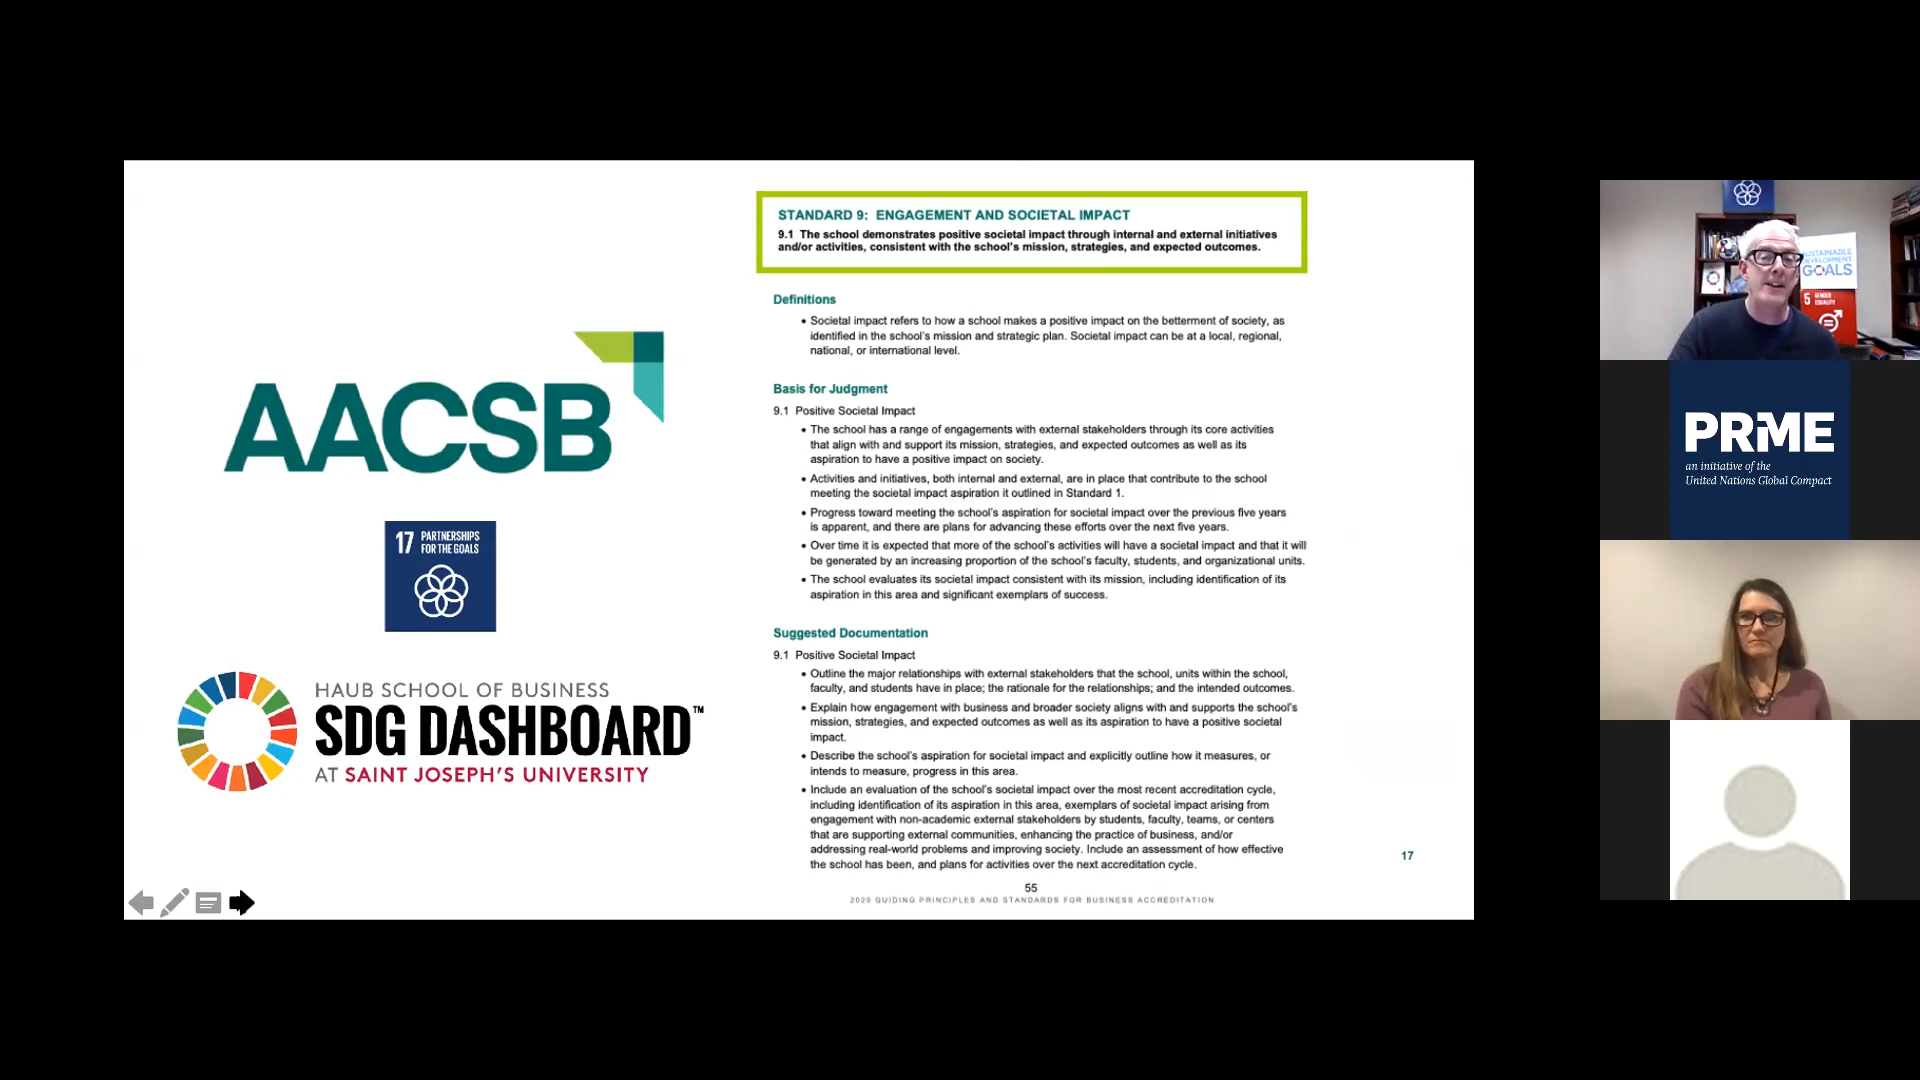 AACSB
17 PARTNERSHIPS
FOR THE GOALS
HAUB SCHOOL OF BUSINESS
SDG DASHBOARD™
AT SAINT JOSEPH'S UNIVERSITY
STANDARD 9: ENGAGEMENT AND SOCIETAL IMPACT
9.1 The school demonstrates positive societal impact through internal and external initiatives
and/or activities, consistent with the school's mission, strategies, and expected outcomes.
Definitions
• Societal impact refers to how a school makes a positive impact on the betterment of society, as
identified in the school's mission and strategic plan. Societal impact can be at a local, regional,
national, or international level.
Basis for Judgment
9.1 Positive Societal Impact
• The school has a range of engagements with external stakeholders through its core activities
that align with and support its mission, strategies, and expected outcomes as well as its
aspiration to have a positive impact on society.
• Activities and initiatives, both internal and external, are in place that contribute to the school
meeting the societal impact aspiration it outlined in Standard 1.
• Progress toward meeting the school's aspiration for societal impact over the previous five years
is apparent, and there are plans for advancing these efforts over the next five years.
• Over time it is expected that more of the school's activities will have a societal impact and that it will
be generated by an increasing proportion of the school's faculty, students, and organizational units.
• The school evaluates its societal impact consistent with its mission, including identification of its
aspiration in this area and significant exemplars of success.
Suggested Documentation
9.1 Positive Societal Impact
• Outline the major relationships with external stakeholders that the school, units within the school,
faculty, and students have in place; the rationale for the relationships; and the intended outcomes.
• Explain how engagement with business and broader society aligns with and supports the school's
mission, strategies, and expected outcomes as well as its aspiration to have a positive societal
impact.
• Describe the school's aspiration for societal impact and explicitly outline how it measures, or
intends to measure, progress in this area.
• Include an evaluation of the school's societal impact over the most recent accreditation cycle,
including identification of its aspiration in this area, exemplars of societal impact arising from
engagement with non-academic external stakeholders by students, faculty, teams, or centers
that are supporting external communities, enhancing the practice of business, and/or
addressing real-world problems and improving society. Include an assessment of how effective
the school has been, and plans for activities over the next accreditation cycle.
17
55
2020 GUIDING PRINCIPLES AND STANDARDS FOR BUSINESS ACCREDITATION
GOALS
5 GENDER
EQUALITY
PRME
an initiative of the
United Nations Global Compact